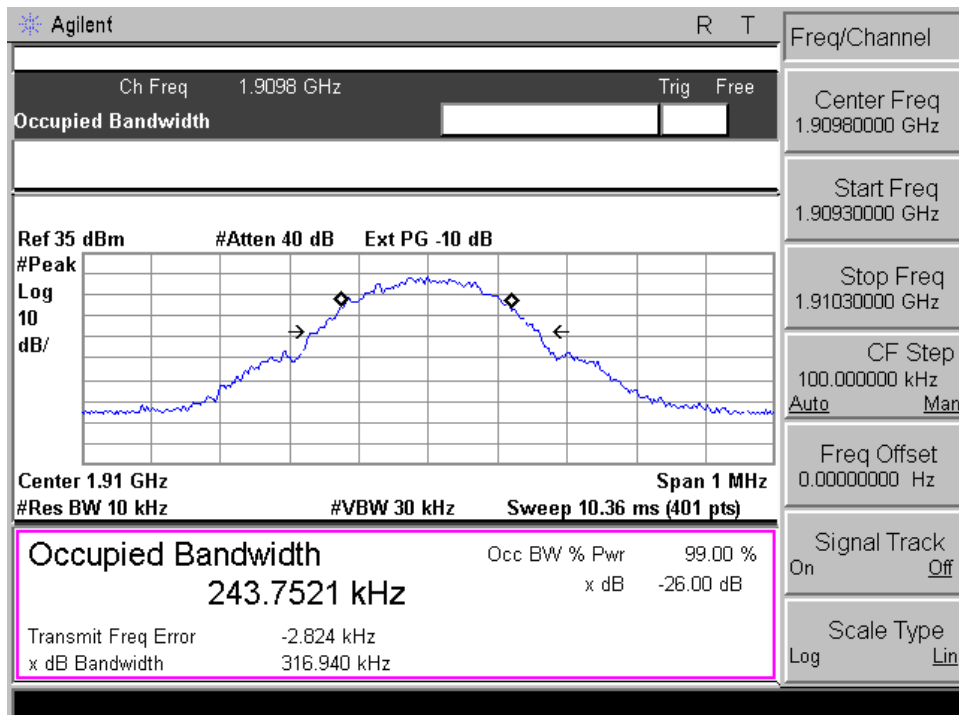 Agilent R T
Ch Freq 1.9098 GHz Trig Free
Occupied Bandwidth
Ref 35 dBm #Atten 40 dB Ext PG -10 dB
#Peak
Log
10
dB/
Center 1.91 GHz Span 1 MHz
#Res BW 10 kHz #VBW 30 kHz Sweep 10.36 ms (401 pts)
Occupied Bandwidth Occ BW % Pwr 99.00 %
243.7521 kHz x dB -26.00 dB
Transmit Freq Error -2.824 kHz
x dB Bandwidth 316.940 kHz
Freq/Channel
Center Freq
1.90980000 GHz
Start Freq
1.90930000 GHz
Stop Freq
1.91030000 GHz
CF Step
100.000000 kHz
Auto Man
Freq Offset
0.00000000 Hz
Signal Track
On Off
Scale Type
Log Lin